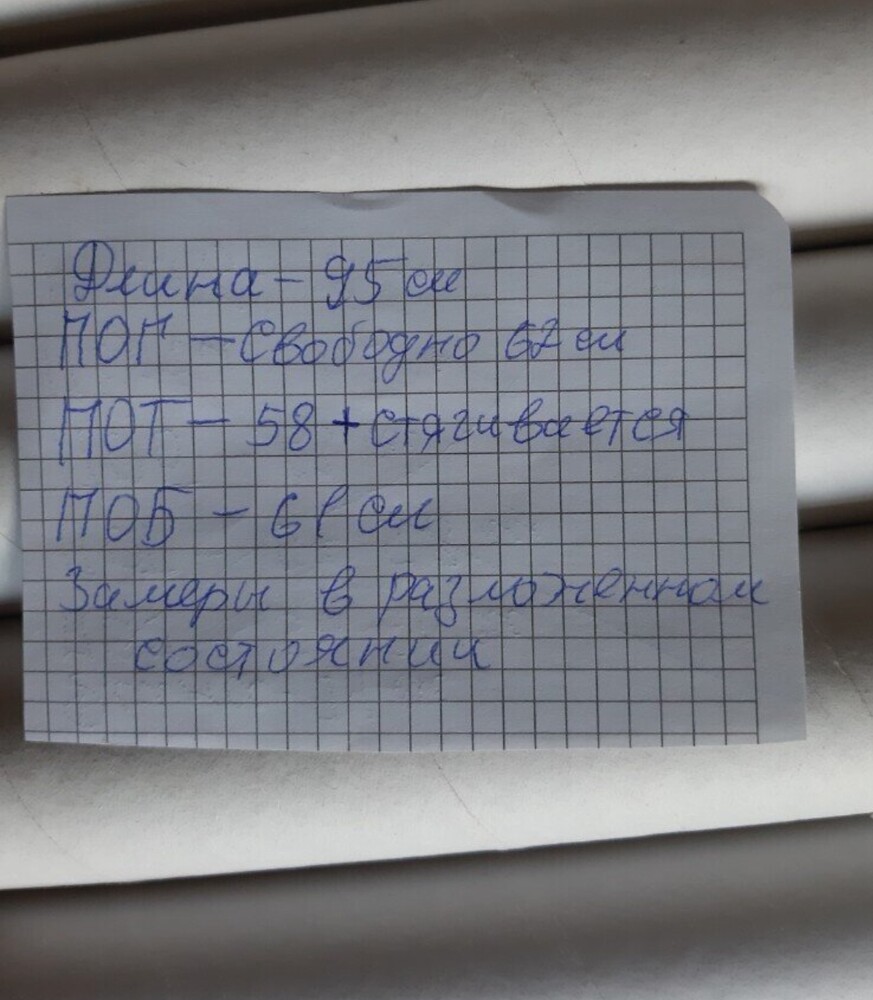 Длина - 95 см
ПОГ - свободно 62 см
ПОТ - 58 + стягивается
ПОБ - 61 см
Замеры в разложенном
состоянии